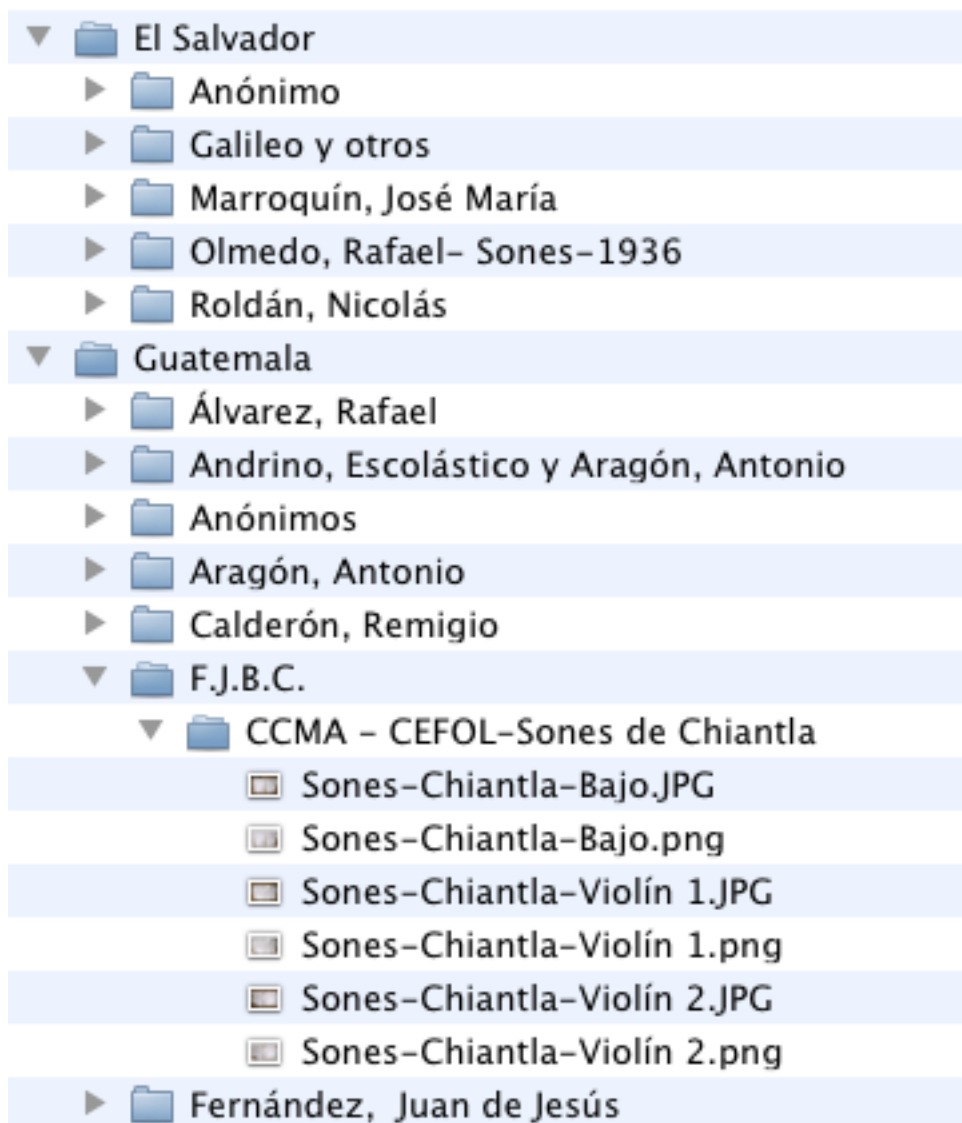 El Salvador
Anónimo
Galileo y otros
Marroquín, José María
Olmedo, Rafael– Sones–1936
Roldán, Nicolás
Guatemala
Álvarez, Rafael
Andrino, Escolástico y Aragón, Antonio
Anónimos
Aragón, Antonio
Calderón, Remigio
F.J.B.C.
CCMA – CEFOL–Sones de Chiantla
Sones–Chiantla–Bajo.JPG
Sones–Chiantla–Bajo.png
Sones–Chiantla–Violín 1.JPG
Sones–Chiantla–Violín 1.png
Sones–Chiantla–Violín 2.JPG
Sones–Chiantla–Violín 2.png
Fernández,  Juan de Jesús